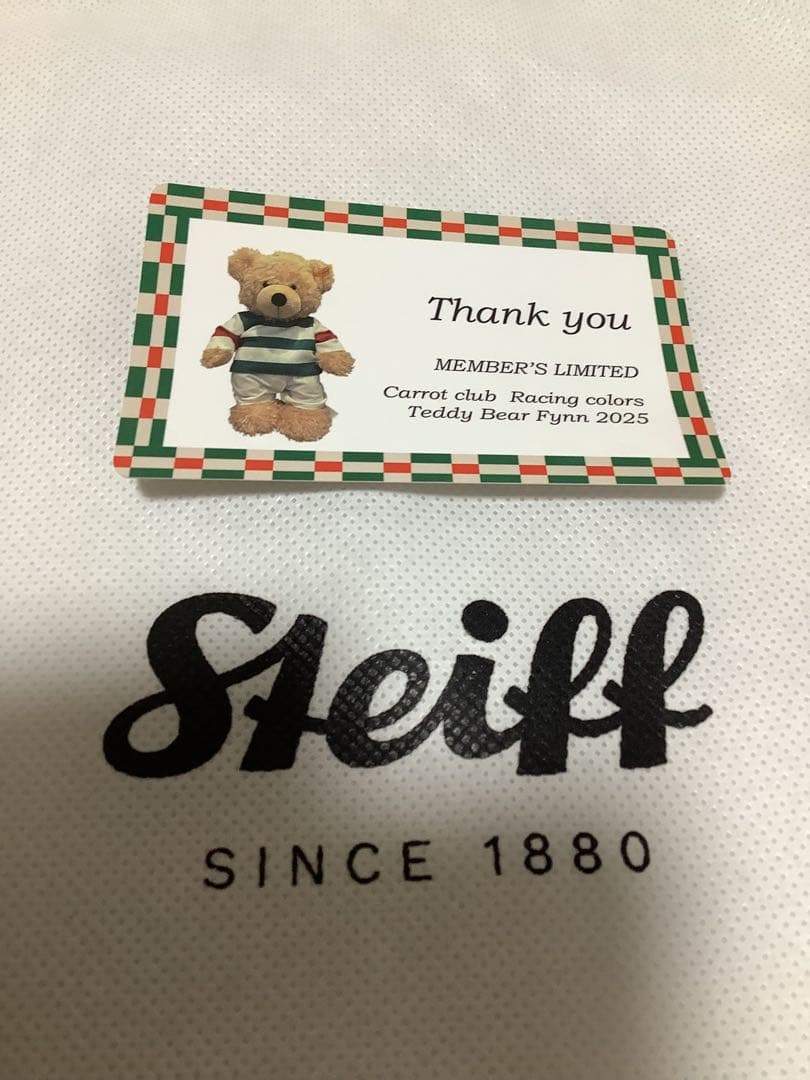 Thank you
MEMBER'S LIMITED
Carrot club Racing colors
Teddy Bear Fynn 2025
Steiff
SINCE 1880